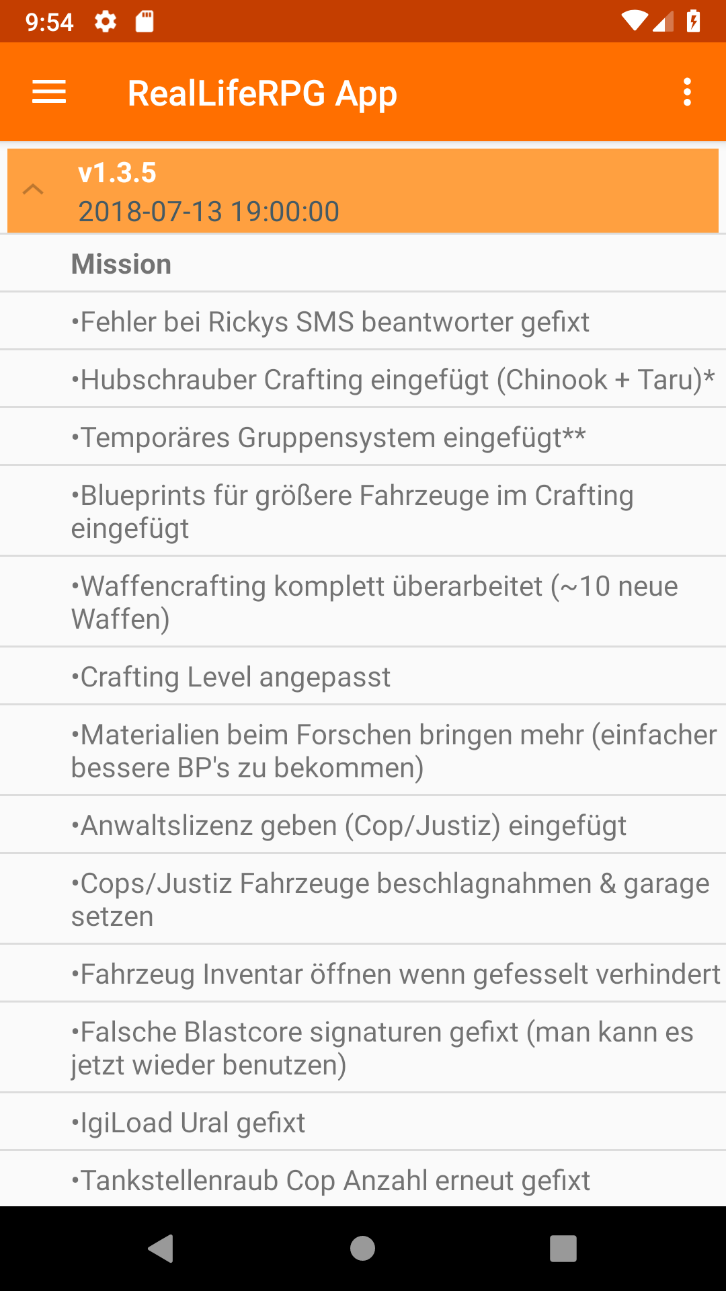 9:54
RealLifeRPG App
v1.3.5
2018-07-13 19:00:00
Mission
•Fehler bei Rickys SMS beantworter gefixt
•Hubschrauber Crafting eingefügt (Chinook + Taru)*
•Temporäres Gruppensystem eingefügt**
•Blueprints für größere Fahrzeuge im Crafting
eingefügt
•Waffencrafting komplett überarbeitet (~10 neue
Waffen)
•Crafting Level angepasst
•Materialien beim Forschen bringen mehr (einfacher
bessere BP's zu bekommen)
•Anwaltslizenz geben (Cop/Justiz) eingefügt
•Cops/Justiz Fahrzeuge beschlagnahmen & garage
setzen
•Fahrzeug Inventar öffnen wenn gefesselt verhindert
•Falsche Blastcore signaturen gefixt (man kann es
jetzt wieder benutzen)
•IgiLoad Ural gefixt
•Tankstellenraub Cop Anzahl erneut gefixt